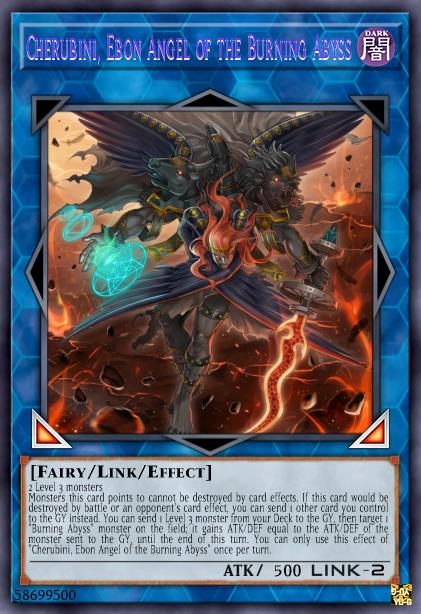 Cherubini, Ebon Angel of the Burning Abyss
DARK
闇
[Fairy/Link/Effect]
2 Level 3 monsters
Monsters this card points to cannot be destroyed by card effects. If this card would be
destroyed by battle or an opponent's card effect, you can send 1 other card you control
to the GY instead. You can send 1 Level 3 monster from your Deck to the GY, then target 1
"Burning Abyss" monster on the field; it gains ATK/DEF equal to the ATK/DEF of the
monster sent to the GY, until the end of this turn. You can only use this effect of
"Cherubini, Ebon Angel of the Burning Abyss" once per turn.
ATK/ 500 LINK-2
58699500